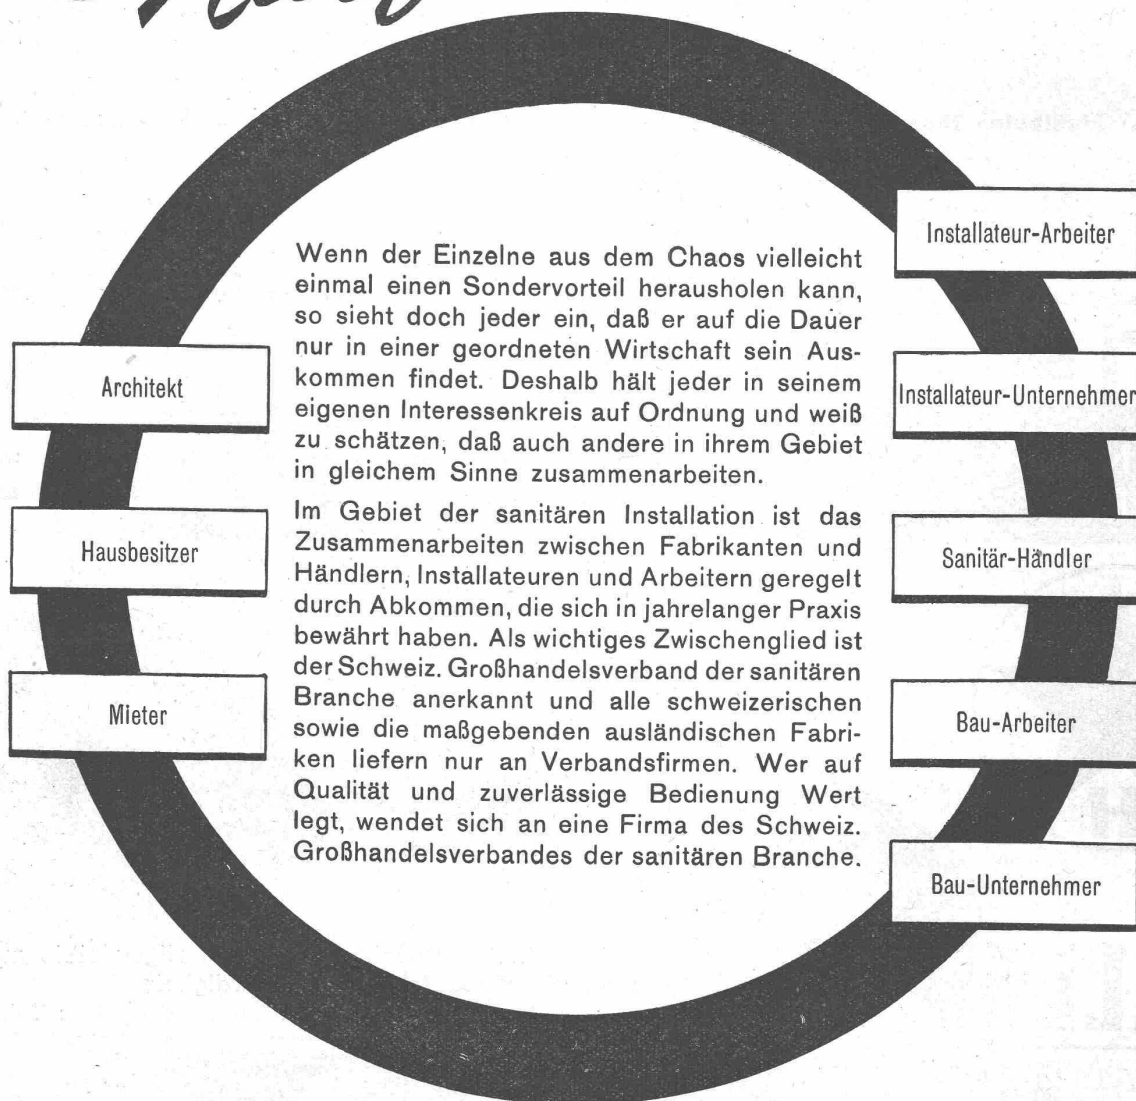 Wenn der Einzelne aus dem Chaos vielleicht
einmal einen Sondervorteil herausholen kann,
so sieht doch jeder ein, daß er auf die Dauer
nur in einer geordneten Wirtschaft sein Aus-
kommen findet. Deshalb hält jeder in seinem
eigenen Interessenkreis auf Ordnung und weiß
zu schätzen, daß auch andere in ihrem Gebiet
in gleichem Sinne zusammenarbeiten.
Im Gebiet der sanitären Installation ist das
Zusammenarbeiten zwischen Fabrikanten und
Händlern, Installateuren und Arbeitern geregelt
durch Abkommen, die sich in jahrelanger Praxis
bewährt haben. Als wichtiges Zwischenglied ist
der Schweiz. Großhandelsverband der sanitären
Branche anerkannt und alle schweizerischen
sowie die maßgebenden ausländischen Fabri-
ken liefern nur an Verbandsfirmen. Wer auf
Qualität und zuverlässige Bedienung Wert
legt, wendet sich an eine Firma des Schweiz.
Großhandelsverbandes der sanitären Branche.
Architekt
Hausbesitzer
Mieter
Installateur-Arbeiter
Installateur-Unternehmer
Sanitär-Händler
Bau-Arbeiter
Bau-Unternehmer